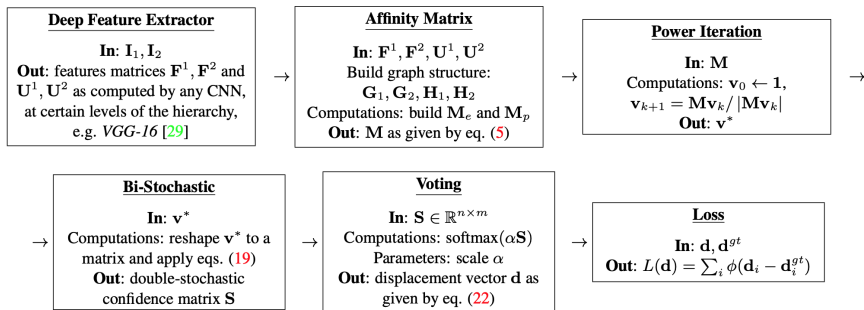 Deep Feature Extractor
In: I₁, I₂
Out: features matrices F¹, F² and
U¹, U² as computed by any CNN,
at certain levels of the hierarchy,
e.g. VGG-16 [29]
→
Affinity Matrix
In: F¹, F², U¹, U²
Build graph structure:
G₁, G₂, H₁, H₂
Computations: build Mₑ and Mₚ
Out: M as given by eq. (5)
→
Power Iteration
In: M
Computations: v₀ ← 1,
vₖ₊₁ = Mvₖ/ |Mvₖ|
Out: v*
→
→
Bi-Stochastic
In: v*
Computations: reshape v* to a
matrix and apply eqs. (19)
Out: double-stochastic
confidence matrix S
→
Voting
In: S ∈ ℝⁿˣᵐ
Computations: softmax(αS)
Parameters: scale α
Out: displacement vector d as
given by eq. (22)
→
Loss
In: d, dᵍᵗ
Out: L(d) = ∑ᵢ φ(dᵢ − dᵢᵍᵗ)